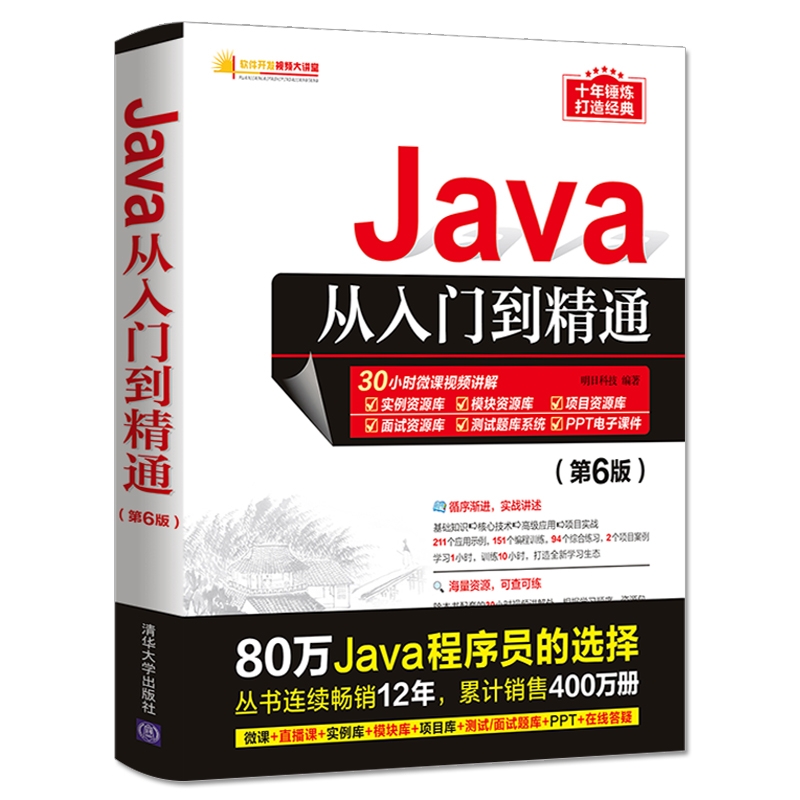 软件开发视频大讲堂
十年锤炼
打造经典
Java
从入门到精通
30小时微课视频讲解
明日科技 编著
实例资源库 模块资源库 项目资源库
面试资源库 测试题库系统 PPT电子课件
（第6版）
循序渐进，实战讲述
基础知识 核心技术 高级应用 项目实战
211个应用示例，151个编程训练，94个综合练习，2个项目案例
学习1小时，训练10小时，打造全新学习生态
海量资源，可查可练
80万Java程序员的选择
丛书连续畅销12年，累计销售400万册
微课+直播课+实例库+模块库+项目库+测试/面试题库+PPT+在线答疑
Java从入门到精通
（第6版）
清华大学出版社